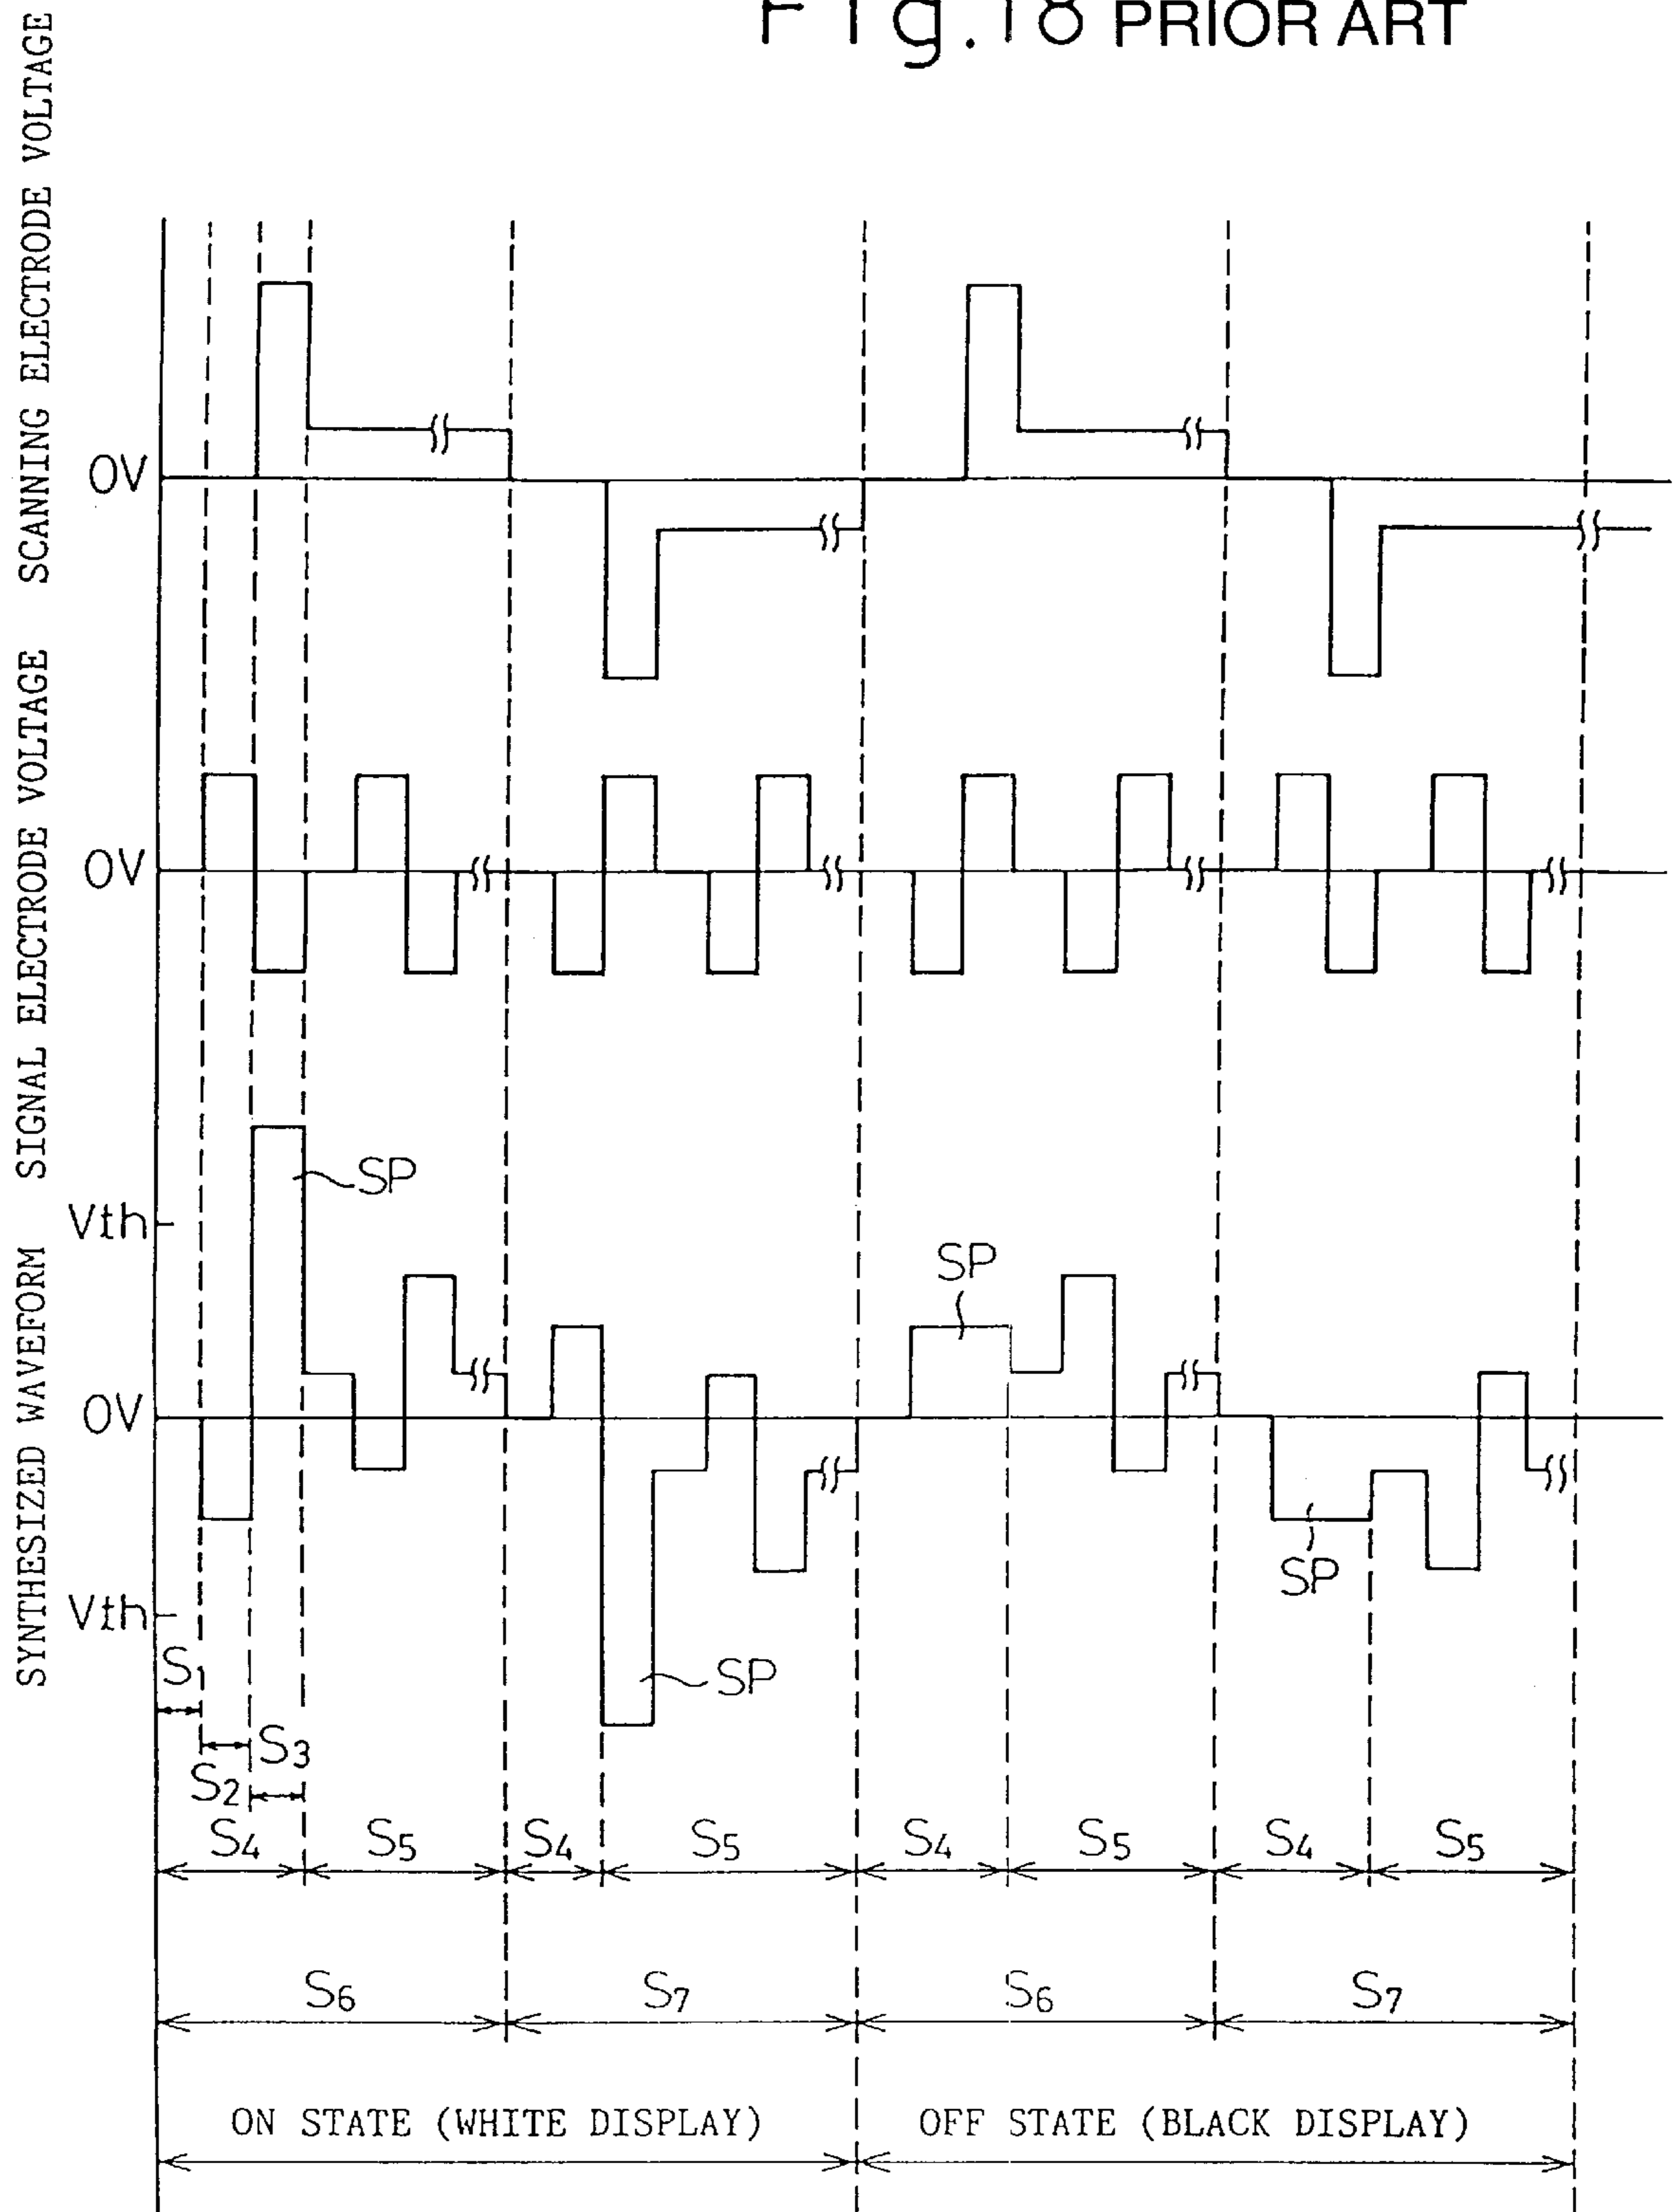 Fig.18 PRIOR ART
SCANNING ELECTRODE VOLTAGE
0V
SIGNAL ELECTRODE VOLTAGE
0V
SYNTHESIZED WAVEFORM
SP
Vth
SP
0V
SP
Vth
SP
S1
S3
S2
S4 S5 S4 S5 S4 S5 S4 S5
S6 S7 S6 S7
ON STATE (WHITE DISPLAY) OFF STATE (BLACK DISPLAY)